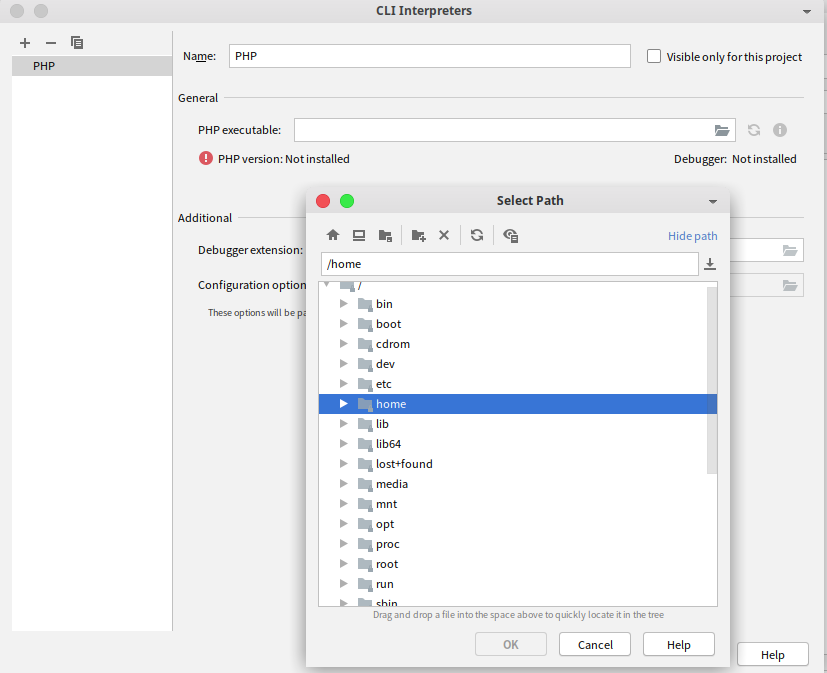 CLI Interpreters
PHP
Name: PHP
Visible only for this project
General
PHP executable:
PHP version: Not installed
Debugger: Not installed
Additional
Debugger extension:
Configuration option
These options will be pa
Select Path
Hide path
/home
/
bin
boot
cdrom
dev
etc
home
lib
lib64
lost+found
media
mnt
opt
proc
root
run
sbin
Drag and drop a file into the space above to quickly locate it in the tree
OK Cancel Help
Help